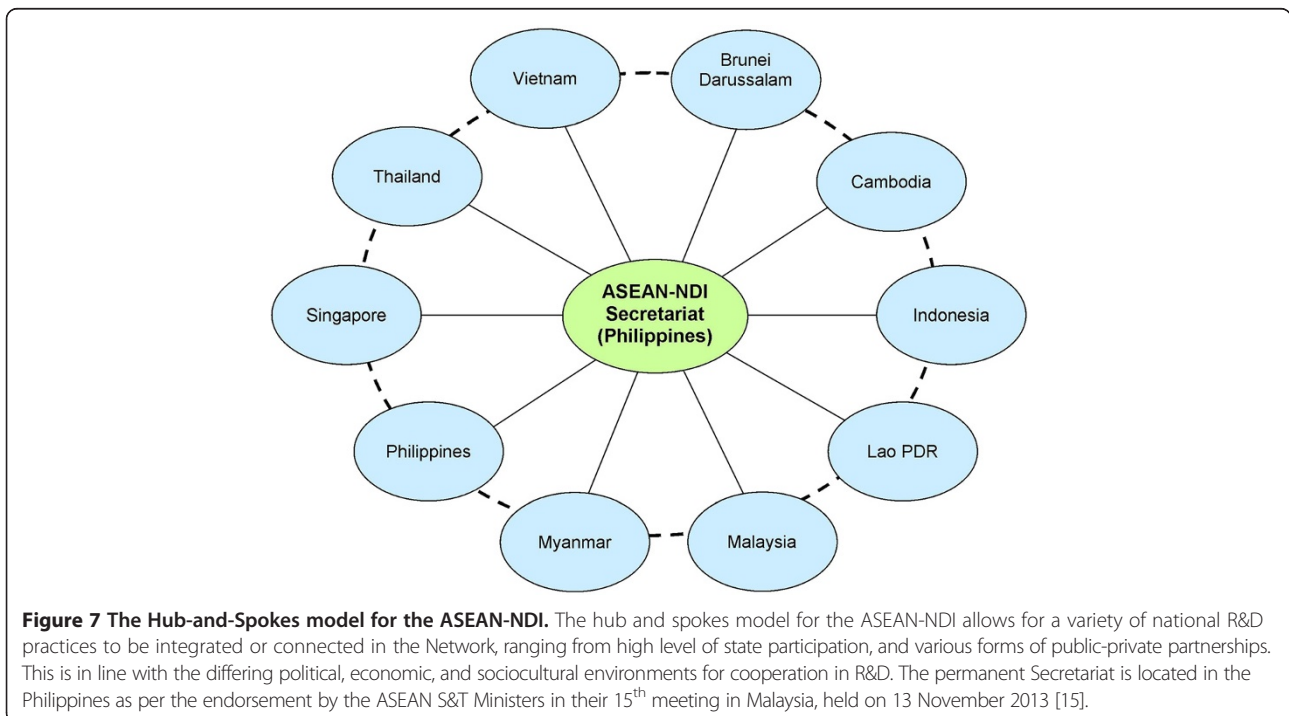 Vietnam
Brunei
Darussalam
Thailand
Cambodia
Singapore
ASEAN-NDI
Secretariat
(Philippines)
Indonesia
Philippines
Lao PDR
Myanmar
Malaysia
Figure 7 The Hub-and-Spokes model for the ASEAN-NDI. The hub and spokes model for the ASEAN-NDI allows for a variety of national R&D
practices to be integrated or connected in the Network, ranging from high level of state participation, and various forms of public-private partnerships.
This is in line with the differing political, economic, and sociocultural environments for cooperation in R&D. The permanent Secretariat is located in the
Philippines as per the endorsement by the ASEAN S&T Ministers in their 15th meeting in Malaysia, held on 13 November 2013 [15].